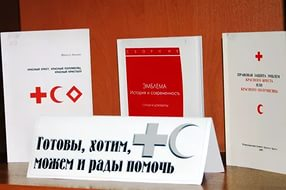 КРАСНЫЙ КРЕСТ, КРАСНЫЙ ПОЛУМЕСЯЦ,
КРАСНЫЙ КРИСТАЛЛ
СБОРНИК
ЭМБЛЕМА
История и современность
ПРАВОВАЯ ЗАЩИТА ЭМБЛЕМ
КРАСНОГО КРЕСТА
ИЛИ
КРАСНОГО ПОЛУМЕСЯЦА
Готовы, хотим,
можем и рады помочь